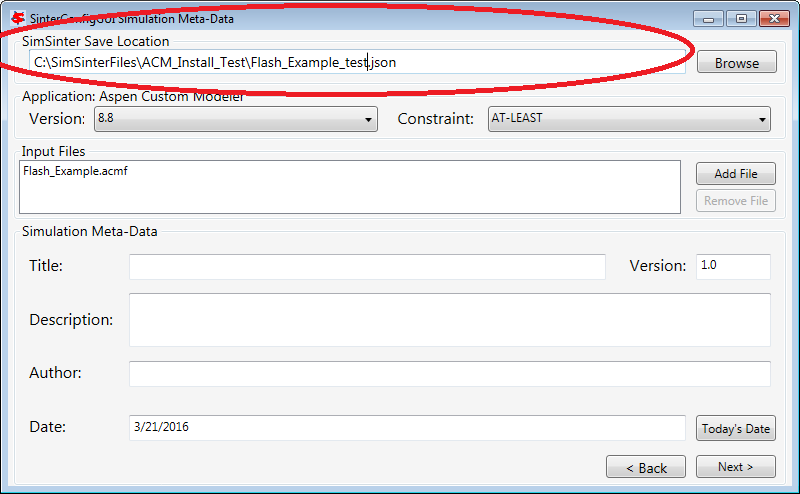 SinterConfigGUI Simulation Meta-Data
SimSinter Save Location
C:\SimSinterFiles\ACM_Install_Test\Flash_Example_test.json
Browse
Application: Aspen Custom Modeler
Version: 8.8 Constraint: AT-LEAST
Input Files
Flash_Example.acmf
Add File
Remove File
Simulation Meta-Data
Title: Version: 1.0
Description:
Author:
Date: 3/21/2016 Today's Date
< Back Next >